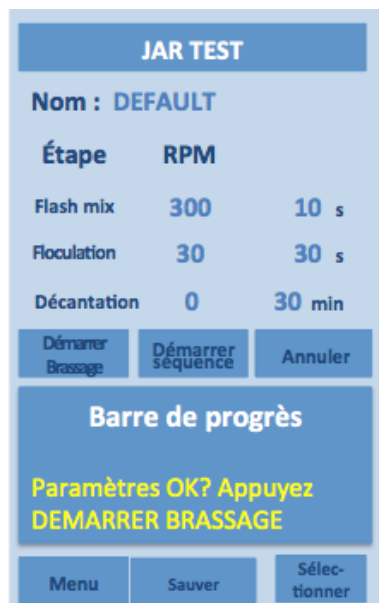 JAR TEST
Nom : DEFAULT
Étape RPM
Flash mix 300 10 s
Floculation 30 30 s
Décantation 0 30 min
Démarrer
Brassage
Démarrer
séquence
Annuler
Barre de progrès
Paramètres OK? Appuyez
DEMARRER BRASSAGE
Menu
Sauver
Sélec-
tionner